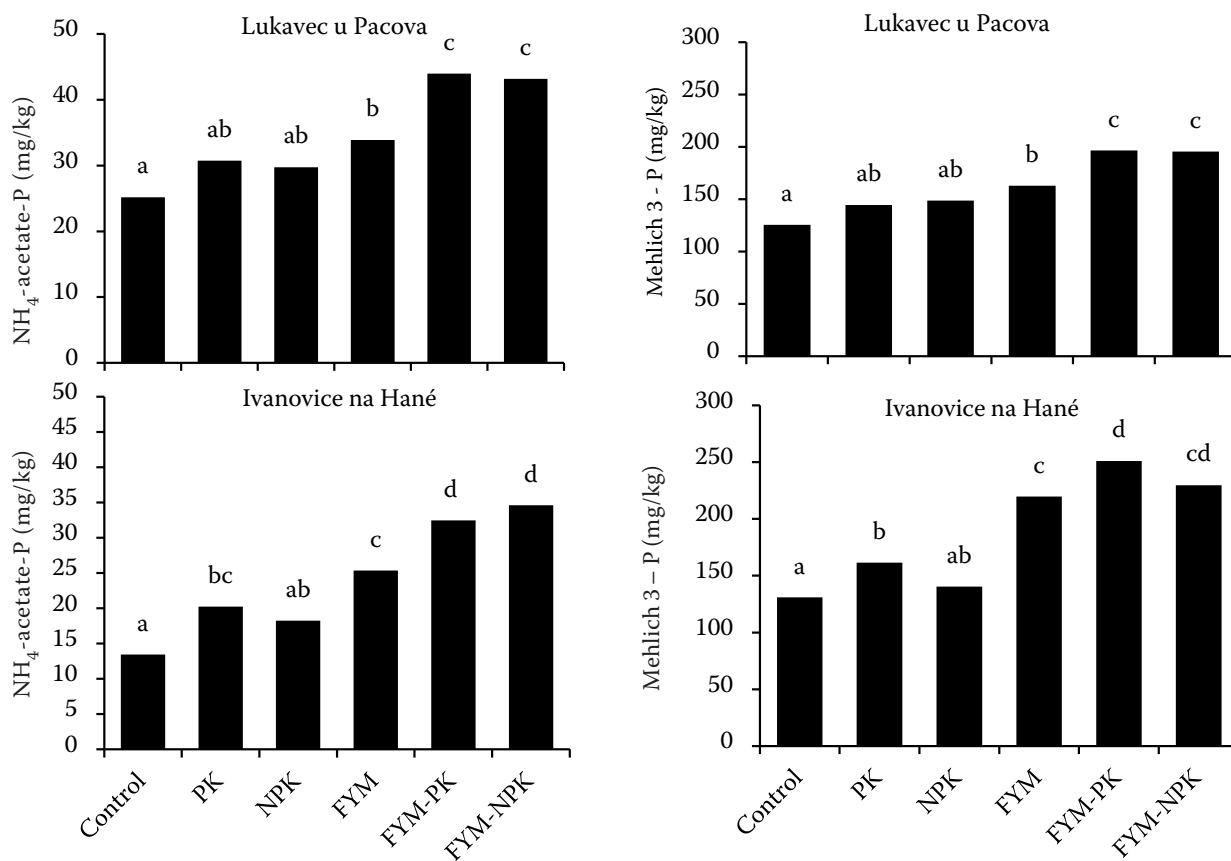 Lukavec u Pacova
NH₄-acetate-P (mg/kg)
50
40
30
20
10
0
a
ab
ab
b
c
c
Lukavec u Pacova
Mehlich 3 - P (mg/kg)
300
250
200
150
100
50
0
a
ab
ab
b
c
c
Ivanovice na Hané
NH₄-acetate-P (mg/kg)
50
45
40
35
30
25
20
15
10
5
0
a
bc
ab
c
d
d
Control
PK
NPK
FYM
FYM-PK
FYM-NPK
Ivanovice na Hané
Mehlich 3 – P (mg/kg)
300
250
200
150
100
50
0
a
b
ab
c
d
cd
Control
PK
NPK
FYM
FYM-PK
FYM-NPK